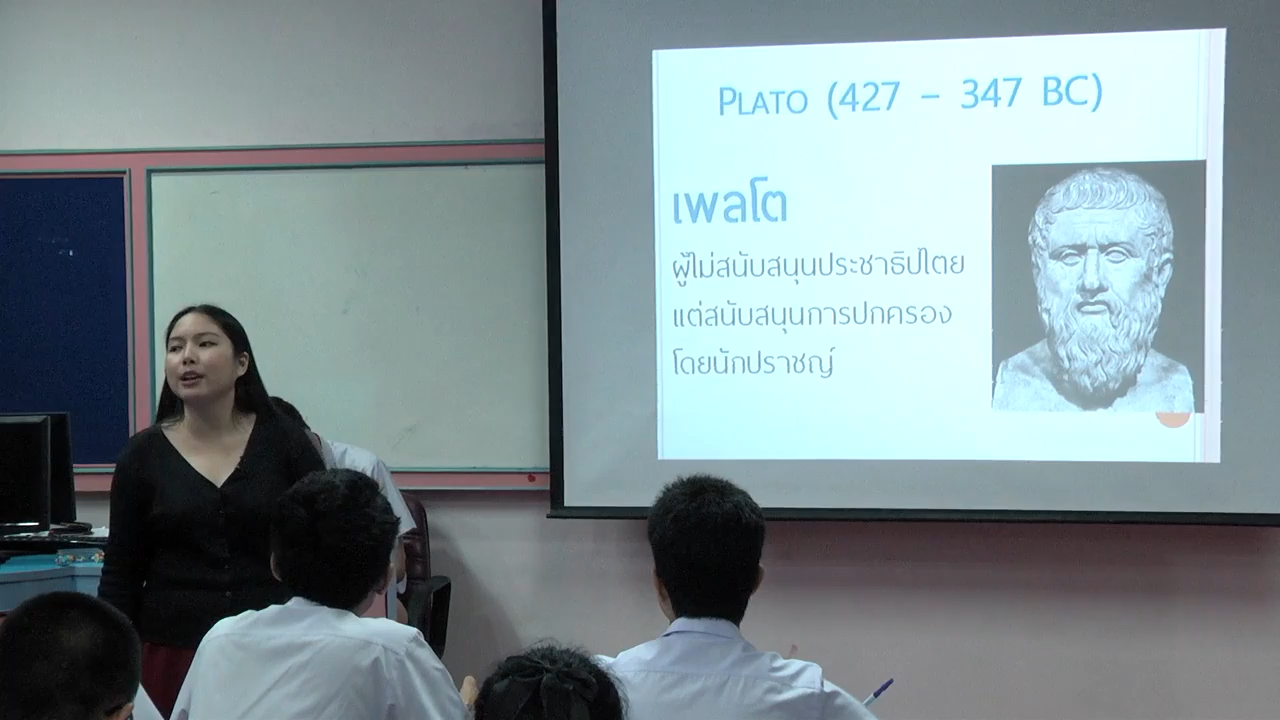 PLATO (427 – 347 BC)
เพลโต
ผู้ไม่สนับสนุนประชาธิปไตย
แต่สนับสนุนการปกครอง
โดยนักปราชญ์